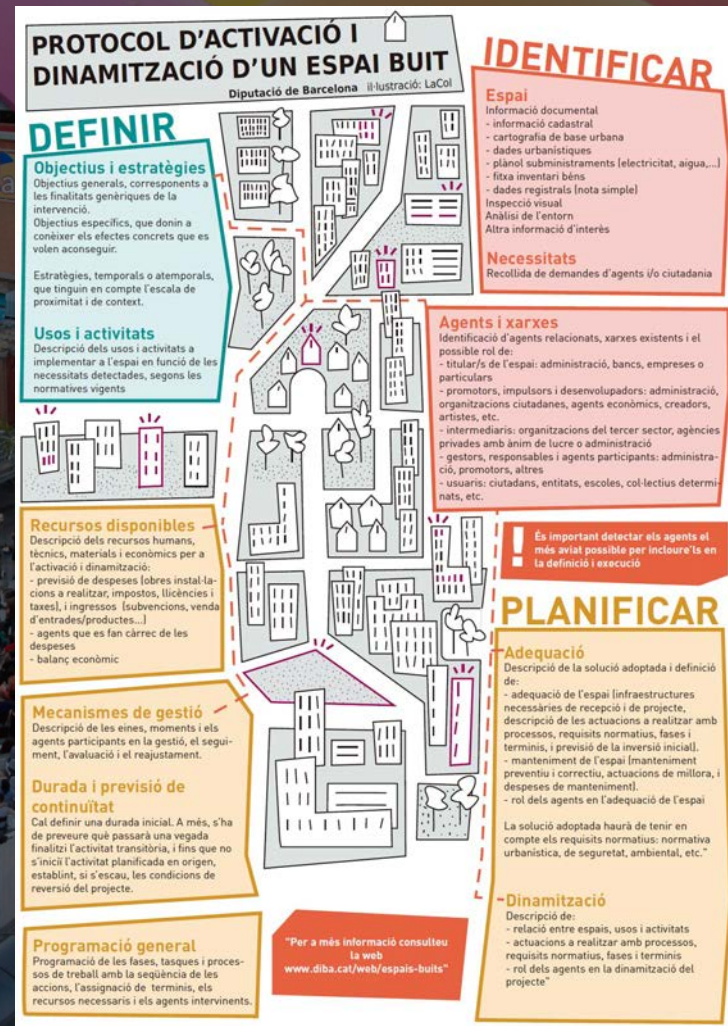 PROTOCOL D'ACTIVACIÓ I
DINAMITZACIÓ D'UN ESPAI BUIT
Diputació de Barcelona il·lustració: LaCol
IDENTIFICAR
Espai
Informació documental
- informació cadastral
- cartografia de base urbana
- dades urbanístiques
- plànol subministraments (electricitat, aigua,...)
- fitxa inventari béns
- dades registrals (nota simple)
Inspecció visual
Anàlisi de l'entorn
Altra informació d'interès
Necessitats
Recollida de demandes d'agents i/o ciutadania
Agents i xarxes
Identificació d'agents relacionats, xarxes existents i el
possible rol de:
- titular/s de l'espai: administració, bancs, empreses o
particulars
- promotors, impulsors i desenvolupadors: administració,
organitzacions ciutadanes, agents econòmics, creadors,
artistes, etc.
- intermediaris: organitzacions del tercer sector, agències
privades amb ànim de lucre o administració
- gestors, responsables i agents participants: administra-
ció, promotors, altres
- usuaris: ciutadans, entitats, escoles, col·lectius determi-
nats, etc.
! És important detectar els agents el
més aviat possible per incloure'ls en
la definició i execució
DEFINIR
Objectius i estratègies
Objectius generals, corresponents a
les finalitats genèriques de la
intervenció.
Objectius específics, que donin a
conèixer els efectes concrets que es
volen aconseguir.
Estratègies, temporals o atemporals,
que tinguin en compte l'escala de
proximitat i de context.
Usos i activitats
Descripció dels usos i activitats a
implementar a l'espai en funció de les
necessitats detectades, segons les
normatives vigents
Recursos disponibles
Descripció dels recursos humans,
tècnics, materials i econòmics per a
l'activació i dinamització:
- previsió de despeses (obres instal·la-
cions a realitzar, impostos, llicències i
taxes), i ingressos (subvencions, venda
d'entrades/productes...)
- agents que es fan càrrec de les
despeses
- balanç econòmic
Mecanismes de gestió
Descripció de les eines, moments i els
agents participants en la gestió, el segui-
ment, l'avaluació i el reajustament.
Durada i previsió de
continuïtat
Cal definir una durada inicial. A més, s'ha
de preveure què passarà una vegada
finalitzi l'activitat transitòria, i fins que no
s'iniciï l'activitat planificada en origen,
establint, si s'escau, les condicions de
reversió del projecte.
Programació general
Programació de les fases, tasques i proces-
sos de treball amb la seqüència de les
accions, l'assignació de terminis, els
recursos necessaris i els agents intervinents.
"Per a més informació consulteu
la web
www.diba.cat/web/espais-buits"
PLANIFICAR
Adequació
Descripció de la solució adoptada i definició
de:
- adequació de l'espai (infraestructures
necessàries de recepció i de projecte,
descripció de les actuacions a realitzar amb
processos, requisits normatius, fases i
terminis, i previsió de la inversió inicial).
- manteniment de l'espai (manteniment
preventiu i correctiu, actuacions de millora, i
despeses de manteniment).
- rol dels agents en l'adequació de l'espai
La solució adoptada haurà de tenir en
compte els requisits normatius: normativa
urbanística, de seguretat, ambiental, etc."
Dinamització
Descripció de:
- relació entre espais, usos i activitats
- actuacions a realitzar amb processos,
requisits normatius, fases i terminis
- rol dels agents en la dinamització del
projecte"